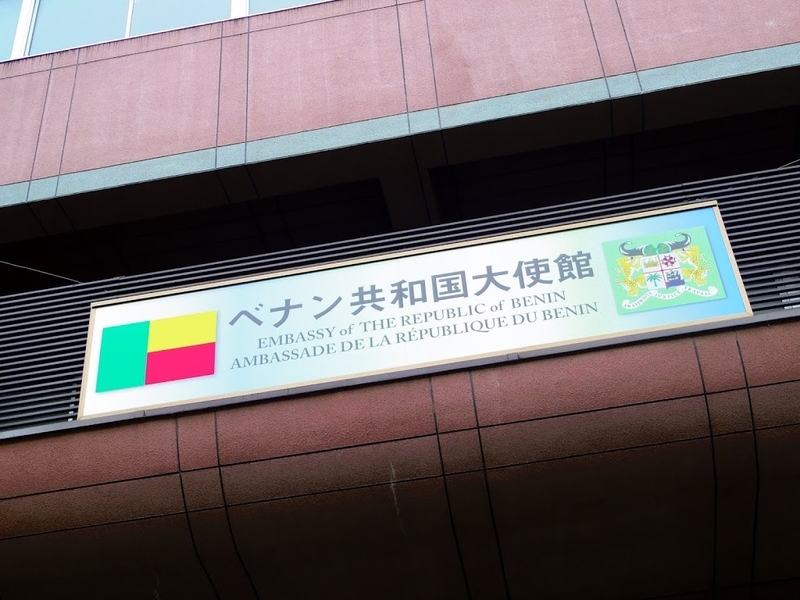 ベナン共和国大使館
EMBASSY of THE REPUBLIC of BENIN
AMBASSADE DE LA RÉPUBLIQUE DU BENIN